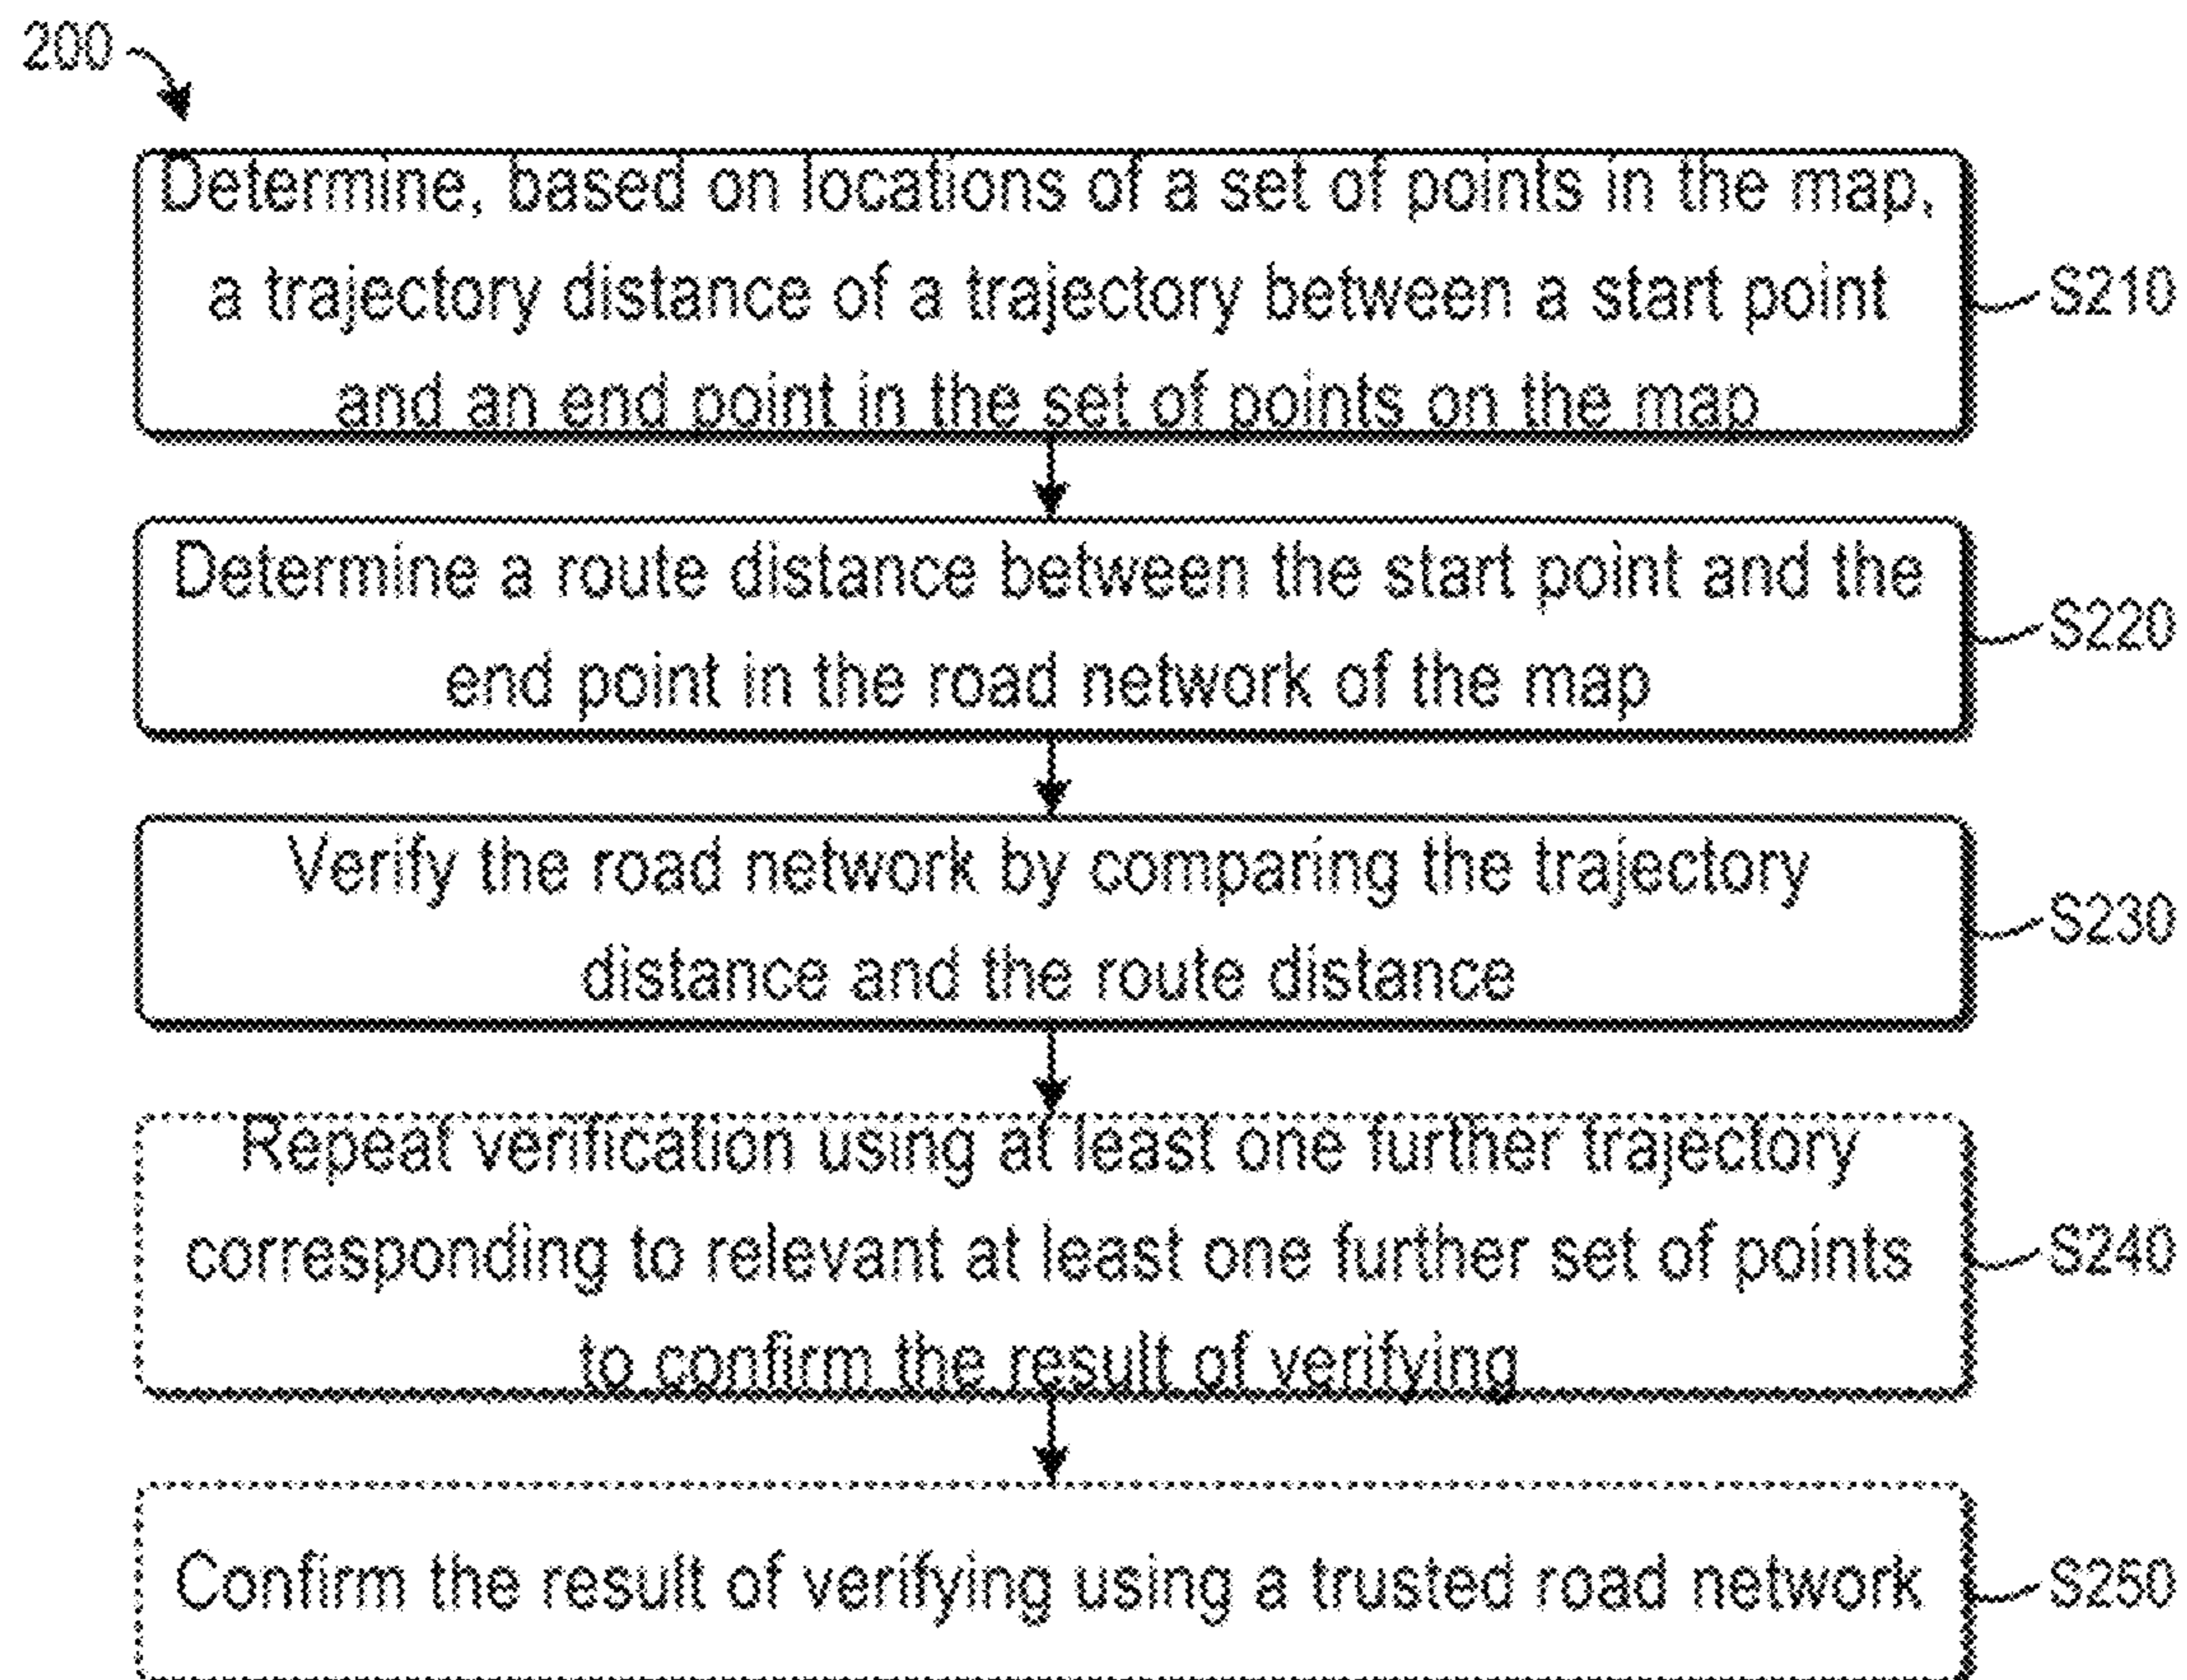 200
Determine, based on locations of a set of points in the map,
a trajectory distance of a trajectory between a start point
and an end point in the set of points on the map
S210
Determine a route distance between the start point and the
end point in the road network of the map
S220
Verify the road network by comparing the trajectory
distance and the route distance
S230
Repeat verification using at least one further trajectory
corresponding to relevant at least one further set of points
to confirm the result of verifying
S240
Confirm the result of verifying using a trusted road network
S250